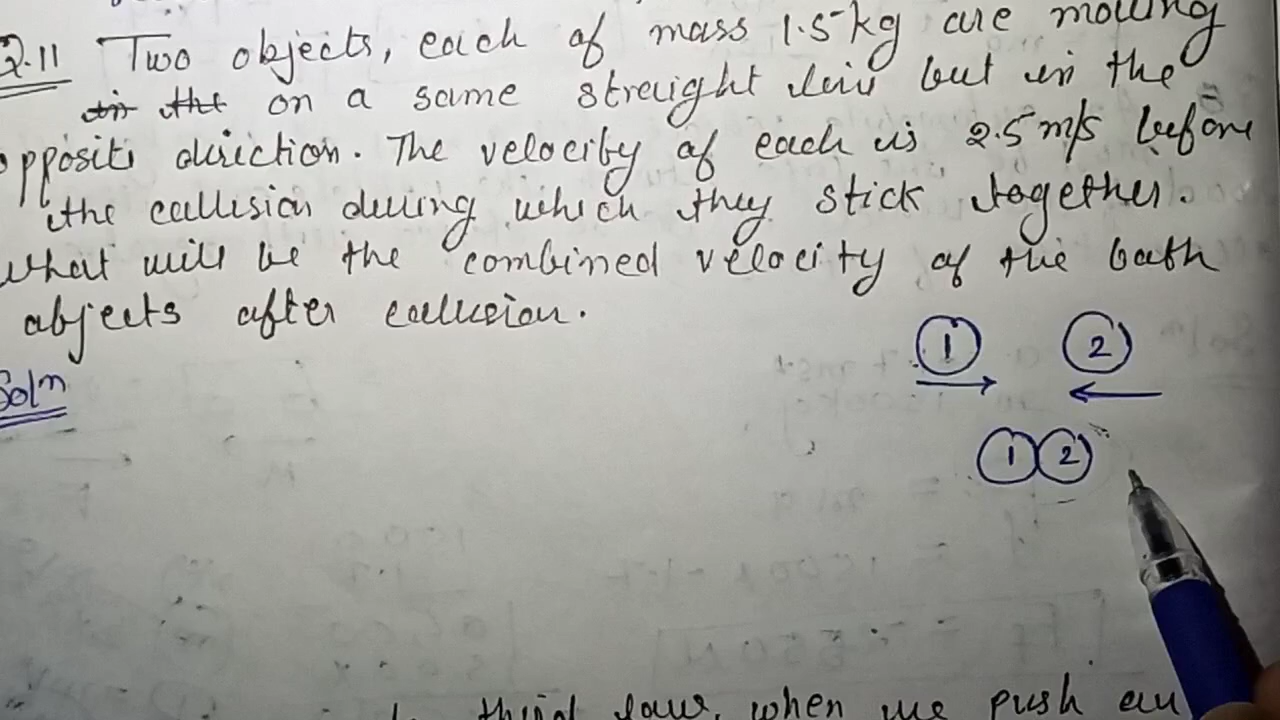 Q.11 Two objects, each of mass 1.5 kg are moving
on a same straight line but in the
opposite direction. The velocity of each is 2.5 m/s before
the collision during which they stick together.
What will be the combined velocity of the both
objects after collision.
1 2
Soln
1 2
third law, when we push an